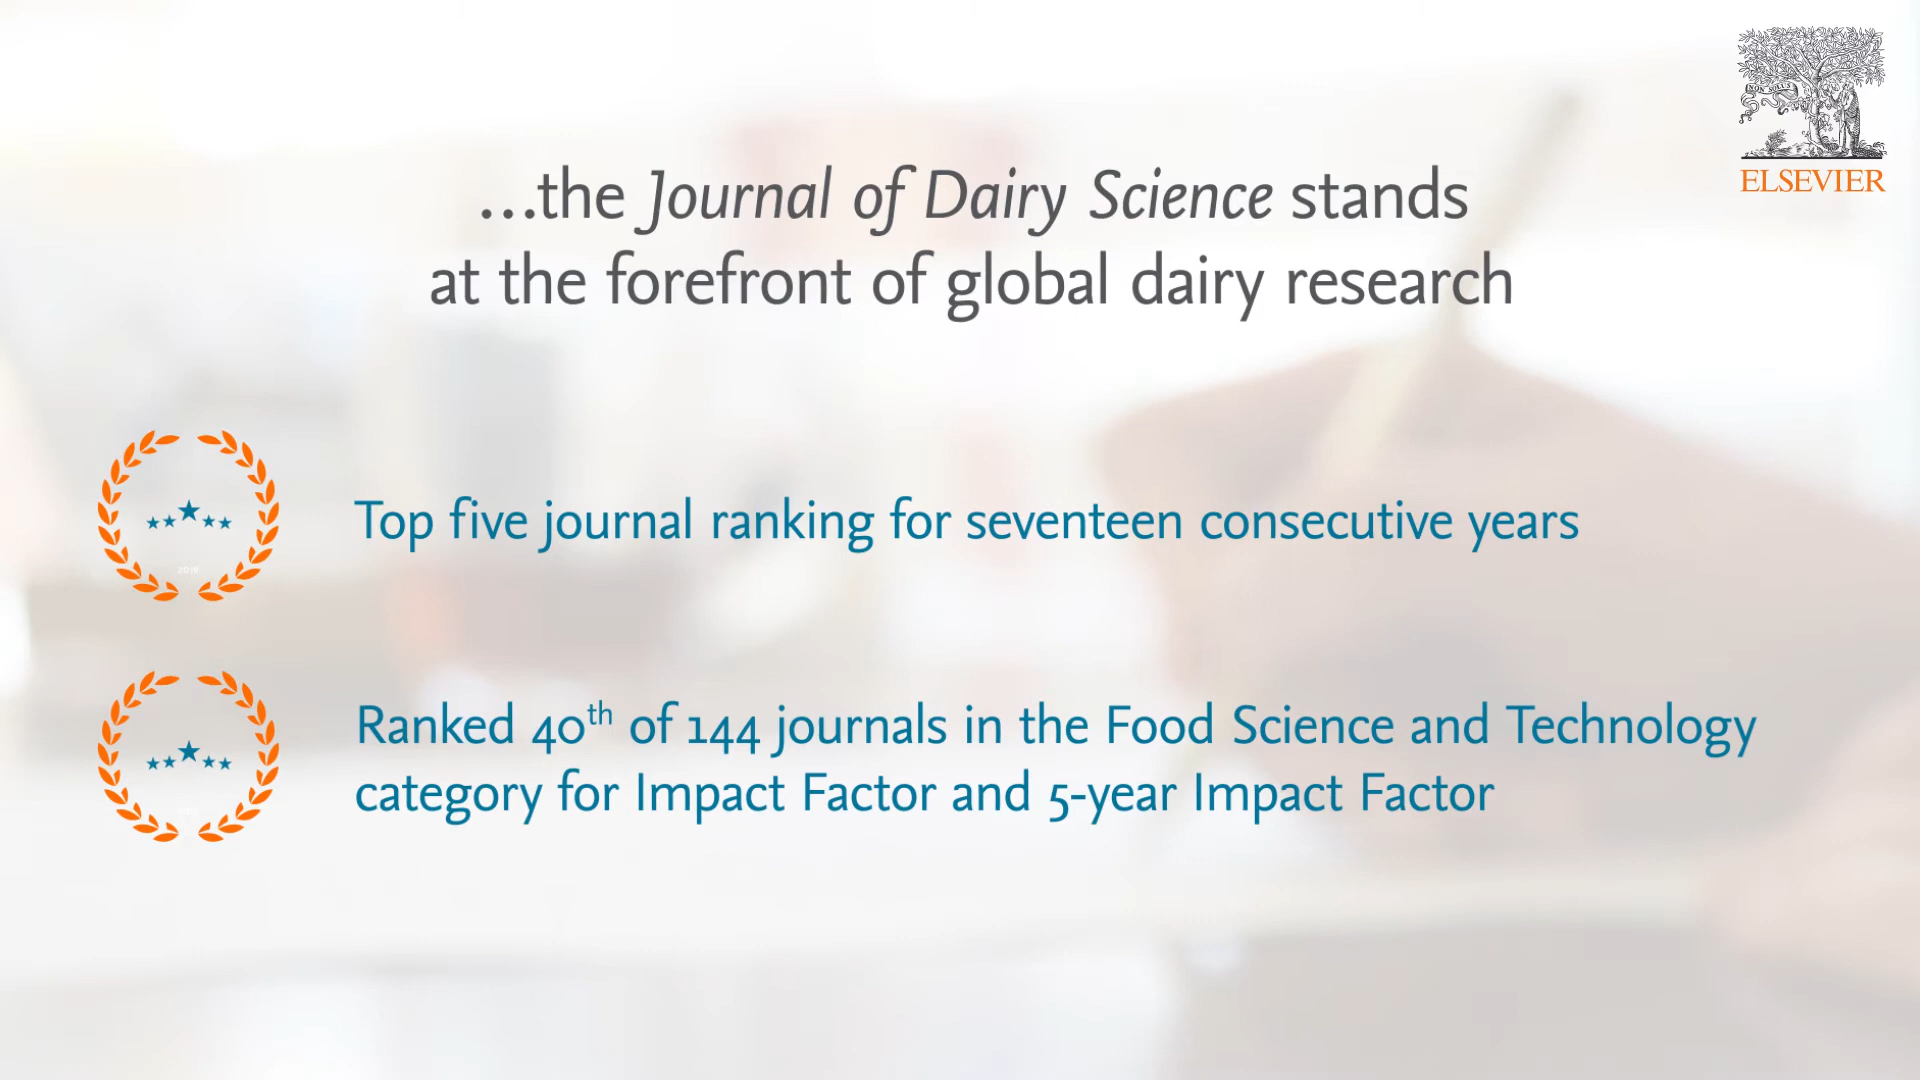 NON SOLUS
ELSEVIER
…the Journal of Dairy Science stands
at the forefront of global dairy research
Top five journal ranking for seventeen consecutive years
Ranked 40th of 144 journals in the Food Science and Technology
category for Impact Factor and 5-year Impact Factor